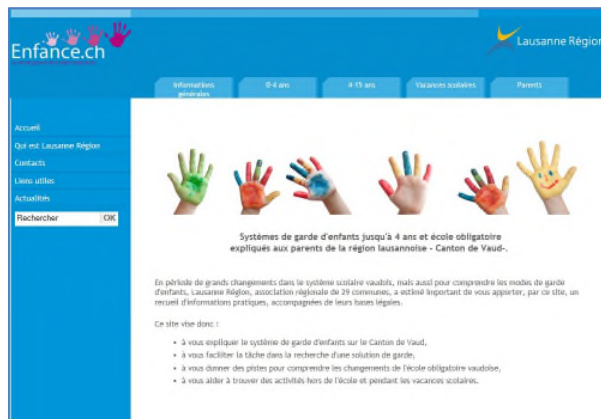 Enfance.ch
Lausanne Région
Informations générales
0-4 ans
4-15 ans
Vacances scolaires
Parents
Accueil
Qui est Lausanne Région
Contacts
Liens utiles
Actualités
Rechercher OK
Systèmes de garde d'enfants jusqu'à 4 ans et école obligatoire
expliqués aux parents de la région lausannoise - Canton de Vaud-.
En période de grands changements dans le système scolaire vaudois, mais aussi pour comprendre les modes de garde
d'enfants, Lausanne Région, association régionale de 29 communes, a estimé important de vous apporter, par ce site, un
recueil d'informations pratiques, accompagnées de leurs bases légales.
Ce site vise donc :
• à vous expliquer le système de garde d'enfants sur le Canton de Vaud,
• à vous faciliter la tâche dans la recherche d'une solution de garde,
• à vous donner des pistes pour comprendre les changements de l'école obligatoire vaudoise,
• à vous aider à trouver des activités hors de l'école et pendant les vacances scolaires.